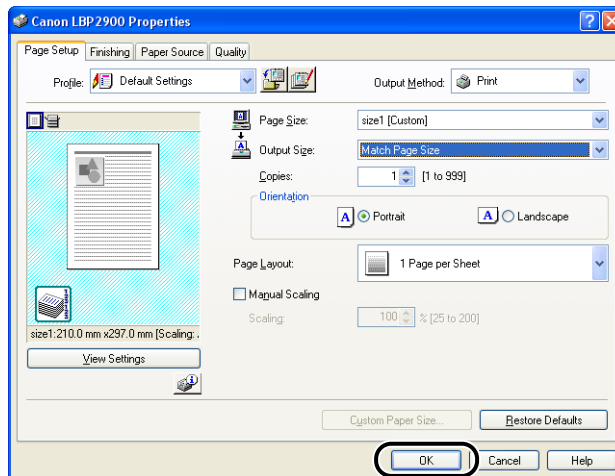 Canon LBP2900 Properties
Page Setup Finishing Paper Source Quality
Profile: Default Settings Output Method: Print
Page Size: size1 [Custom]
Output Size: Match Page Size
Copies: 1 [1 to 999]
Orientation
A Portrait A Landscape
Page Layout: 1 Page per Sheet
Manual Scaling
Scaling: 100 % [25 to 200]
size1:210.0 mm x297.0 mm [Scaling: .
View Settings
Custom Paper Size... Restore Defaults
OK Cancel Help